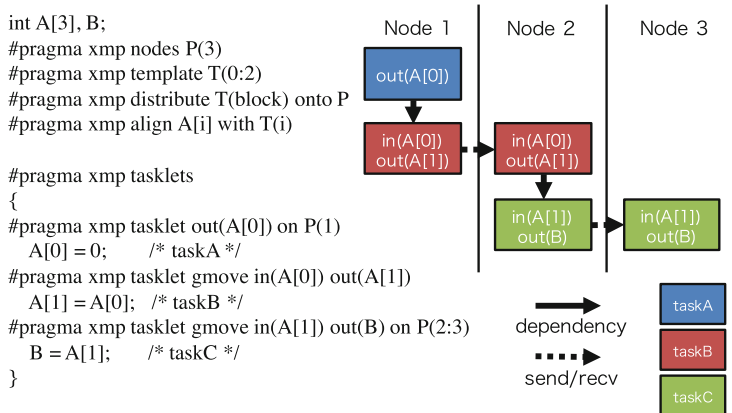 int A[3], B;
#pragma xmp nodes P(3)
#pragma xmp template T(0:2)
#pragma xmp distribute T(block) onto P
#pragma xmp align A[i] with T(i)
#pragma xmp tasklets
{
#pragma xmp tasklet out(A[0]) on P(1)
A[0] = 0; /* taskA */
#pragma xmp tasklet gmove in(A[0]) out(A[1])
A[1] = A[0]; /* taskB */
#pragma xmp tasklet gmove in(A[1]) out(B) on P(2:3)
B = A[1]; /* taskC */
}
Node 1
Node 2
Node 3
out(A[0])
in(A[0])
out(A[1])
in(A[0])
out(A[1])
in(A[1])
out(B)
in(A[1])
out(B)
dependency
send/recv
taskA
taskB
taskC